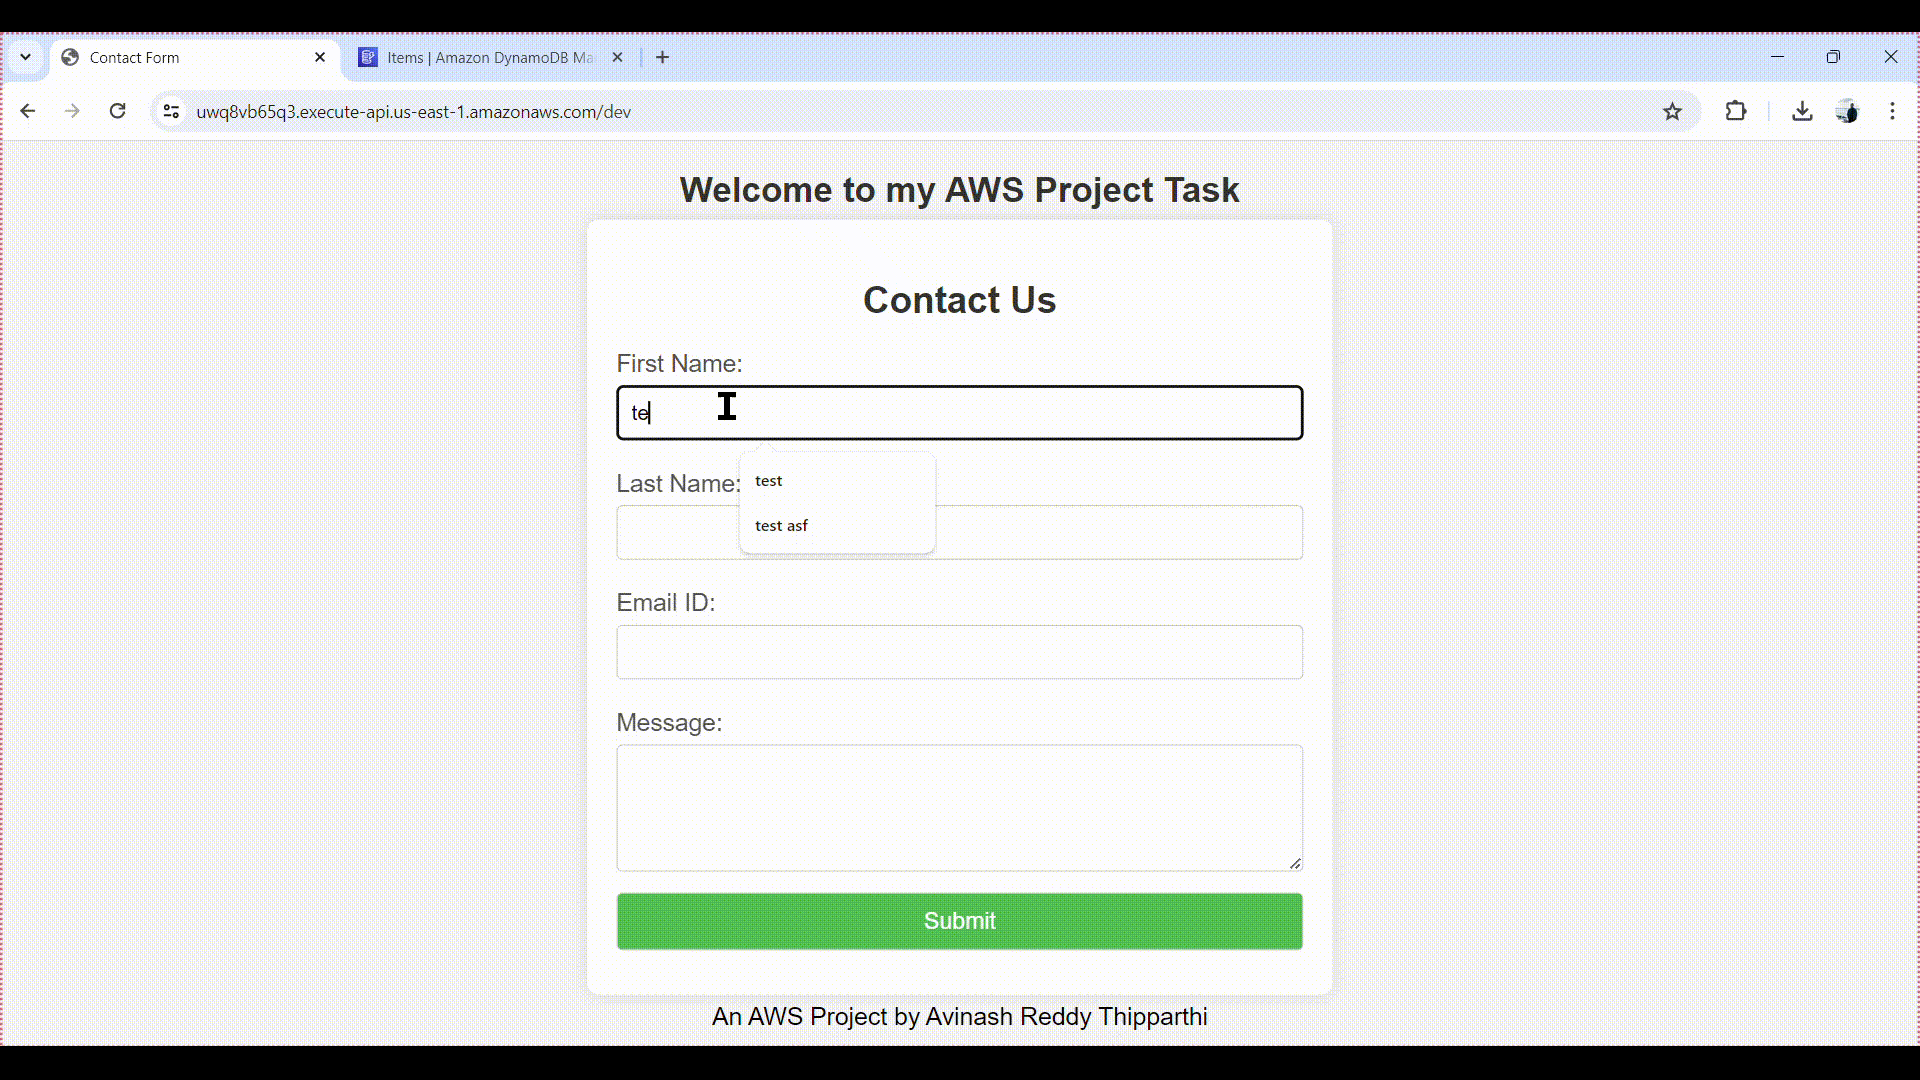 Contact Form
Items | Amazon DynamoDB Ma
uwq8vb65q3.execute-api.us-east-1.amazonaws.com/dev
Welcome to my AWS Project Task
Contact Us
First Name:
te
test
test asf
Last Name:
Email ID:
Message:
Submit
An AWS Project by Avinash Reddy Thipparthi